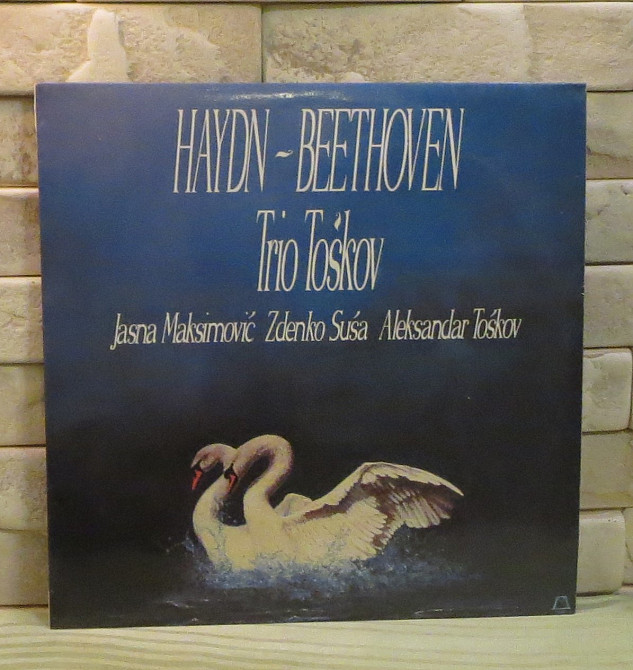 HAYDN ~ BEETHOVEN
Trio Tośkov
Jasna Maksimović Zdenko Suśa Aleksandar Tośkov